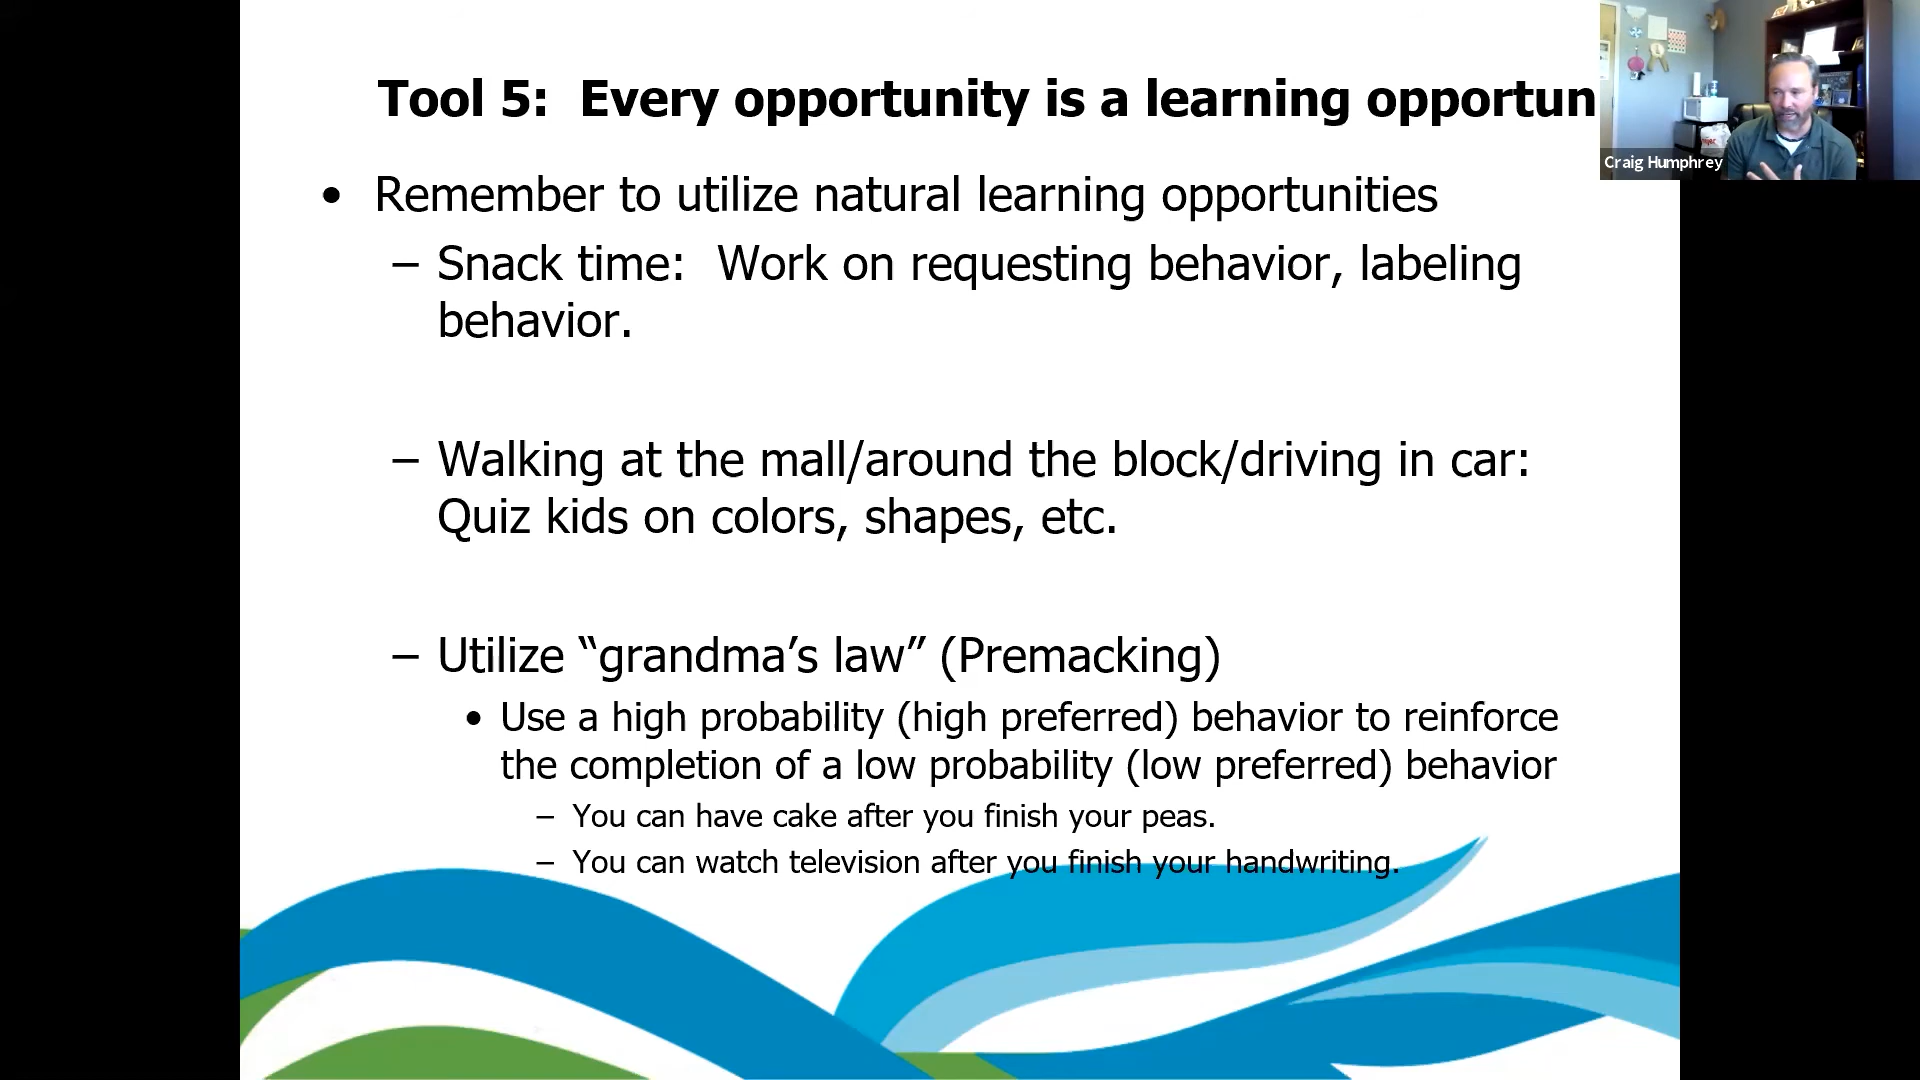 Tool 5:  Every opportunity is a learning opportun
Craig Humphrey
• Remember to utilize natural learning opportunities
– Snack time:  Work on requesting behavior, labeling
behavior.
– Walking at the mall/around the block/driving in car:
Quiz kids on colors, shapes, etc.
– Utilize “grandma’s law” (Premacking)
• Use a high probability (high preferred) behavior to reinforce
the completion of a low probability (low preferred) behavior
– You can have cake after you finish your peas.
– You can watch television after you finish your handwriting.